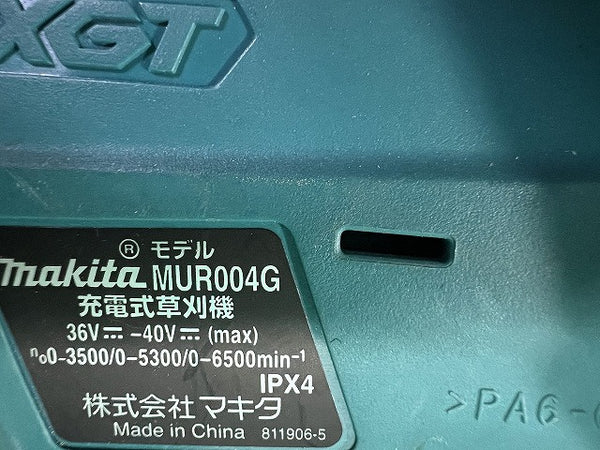 XGT
® モデル
makita MUR004G
充電式草刈機
36V⎓ -40V⎓ (max)
n₀0-3500/0-5300/0-6500min⁻¹
IPX4
株式会社 マキタ
Made in China 811906-5
>PA6-